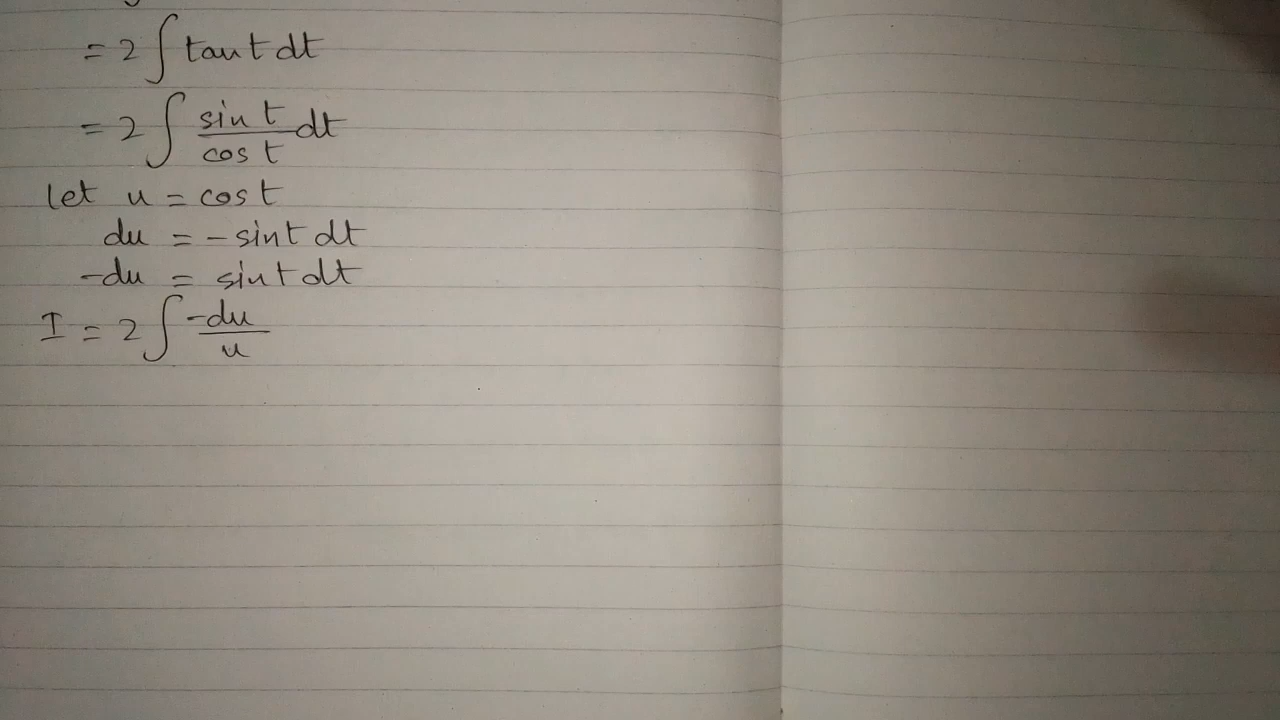 = 2 ∫ tan t dt
= 2 ∫ sin t / cos t dt
let u = cos t
du = - sin t dt
-du = sin t dt
I = 2 ∫ -du / u